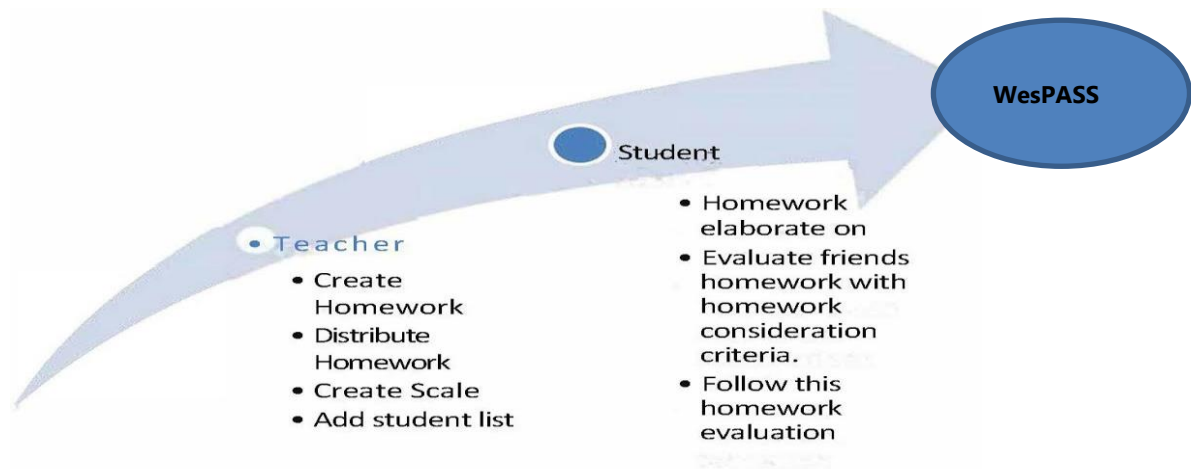 WesPASS
Student
• Homework
elaborate on
• Evaluate friends
homework with
homework
consideration
criteria.
• Follow this
homework
evaluation
• Teacher
• Create
Homework
• Distribute
Homework
• Create Scale
• Add student list